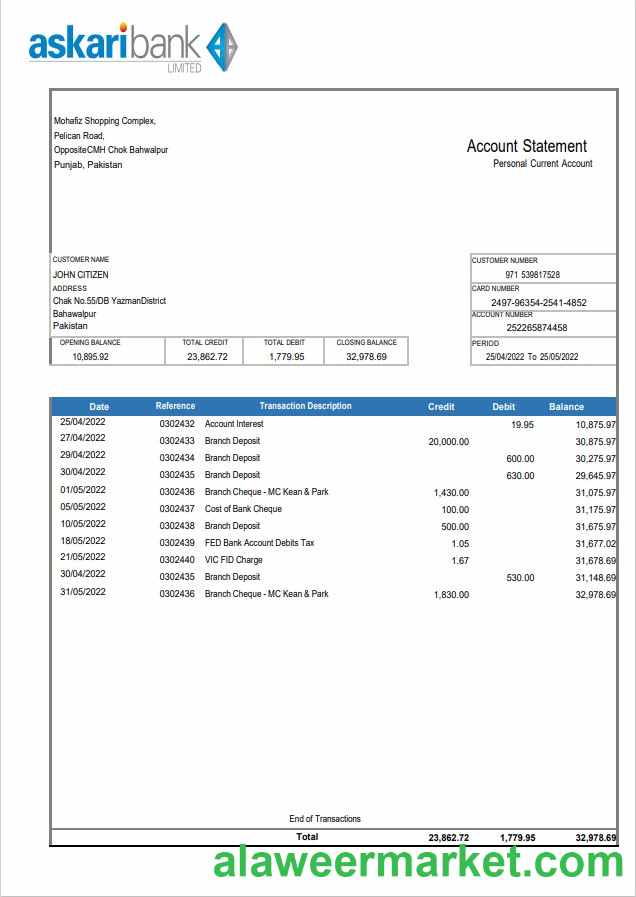 askaribank
LIMITED
Mohafiz Shopping Complex,
Pelican Road,
OppositeCMH Chok Bahwalpur
Punjab, Pakistan
Account Statement
Personal Current Account
CUSTOMER NAME
JOHN CITIZEN
ADDRESS
Chak No.55/DB YazmanDistrict
Bahawalpur
Pakistan
CUSTOMER NUMBER
971 539817528
CARD NUMBER
2497-96354-2541-4852
ACCOUNT NUMBER
252265874458
PERIOD
25/04/2022 To 25/05/2022
OPENING BALANCE TOTAL CREDIT TOTAL DEBIT CLOSING BALANCE
10,895.92 23,862.72 1,779.95 32,978.69
Date Reference Transaction Description Credit Debit Balance
25/04/2022 0302432 Account Interest 19.95 10,875.97
27/04/2022 0302433 Branch Deposit 20,000.00 30,875.97
29/04/2022 0302434 Branch Deposit 600.00 30,275.97
30/04/2022 0302435 Branch Deposit 630.00 29,645.97
01/05/2022 0302436 Branch Cheque - MC Kean & Park 1,430.00 31,075.97
05/05/2022 0302437 Cost of Bank Cheque 100.00 31,175.97
10/05/2022 0302438 Branch Deposit 500.00 31,675.97
18/05/2022 0302439 FED Bank Account Debits Tax 1.05 31,677.02
21/05/2022 0302440 VIC FID Charge 1.67 31,678.69
30/04/2022 0302435 Branch Deposit 530.00 31,148.69
31/05/2022 0302436 Branch Cheque - MC Kean & Park 1,830.00 32,978.69
End of Transactions
Total 23,862.72 1,779.95 32,978.69
alaweermarket.com